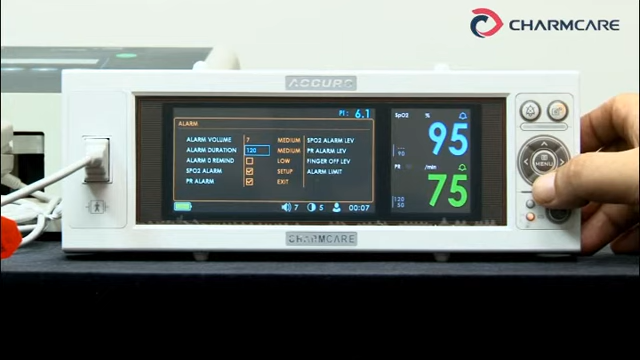 CHARMCARE
ACCURO
PI : 6.1
ALARM
ALARM VOLUME 7 MEDIUM SPO2 ALARM LEV
ALARM DURATION 120 MEDIUM PR ALARM LEV
ALARM 0 REMIND LOW FINGER OFF LEV
SPO2 ALARM SETUP ALARM LIMIT
PR ALARM EXIT
7 5 00:07
SpO2 %
95
90
PR /min
75
120
50
MENU
CHARMCARE